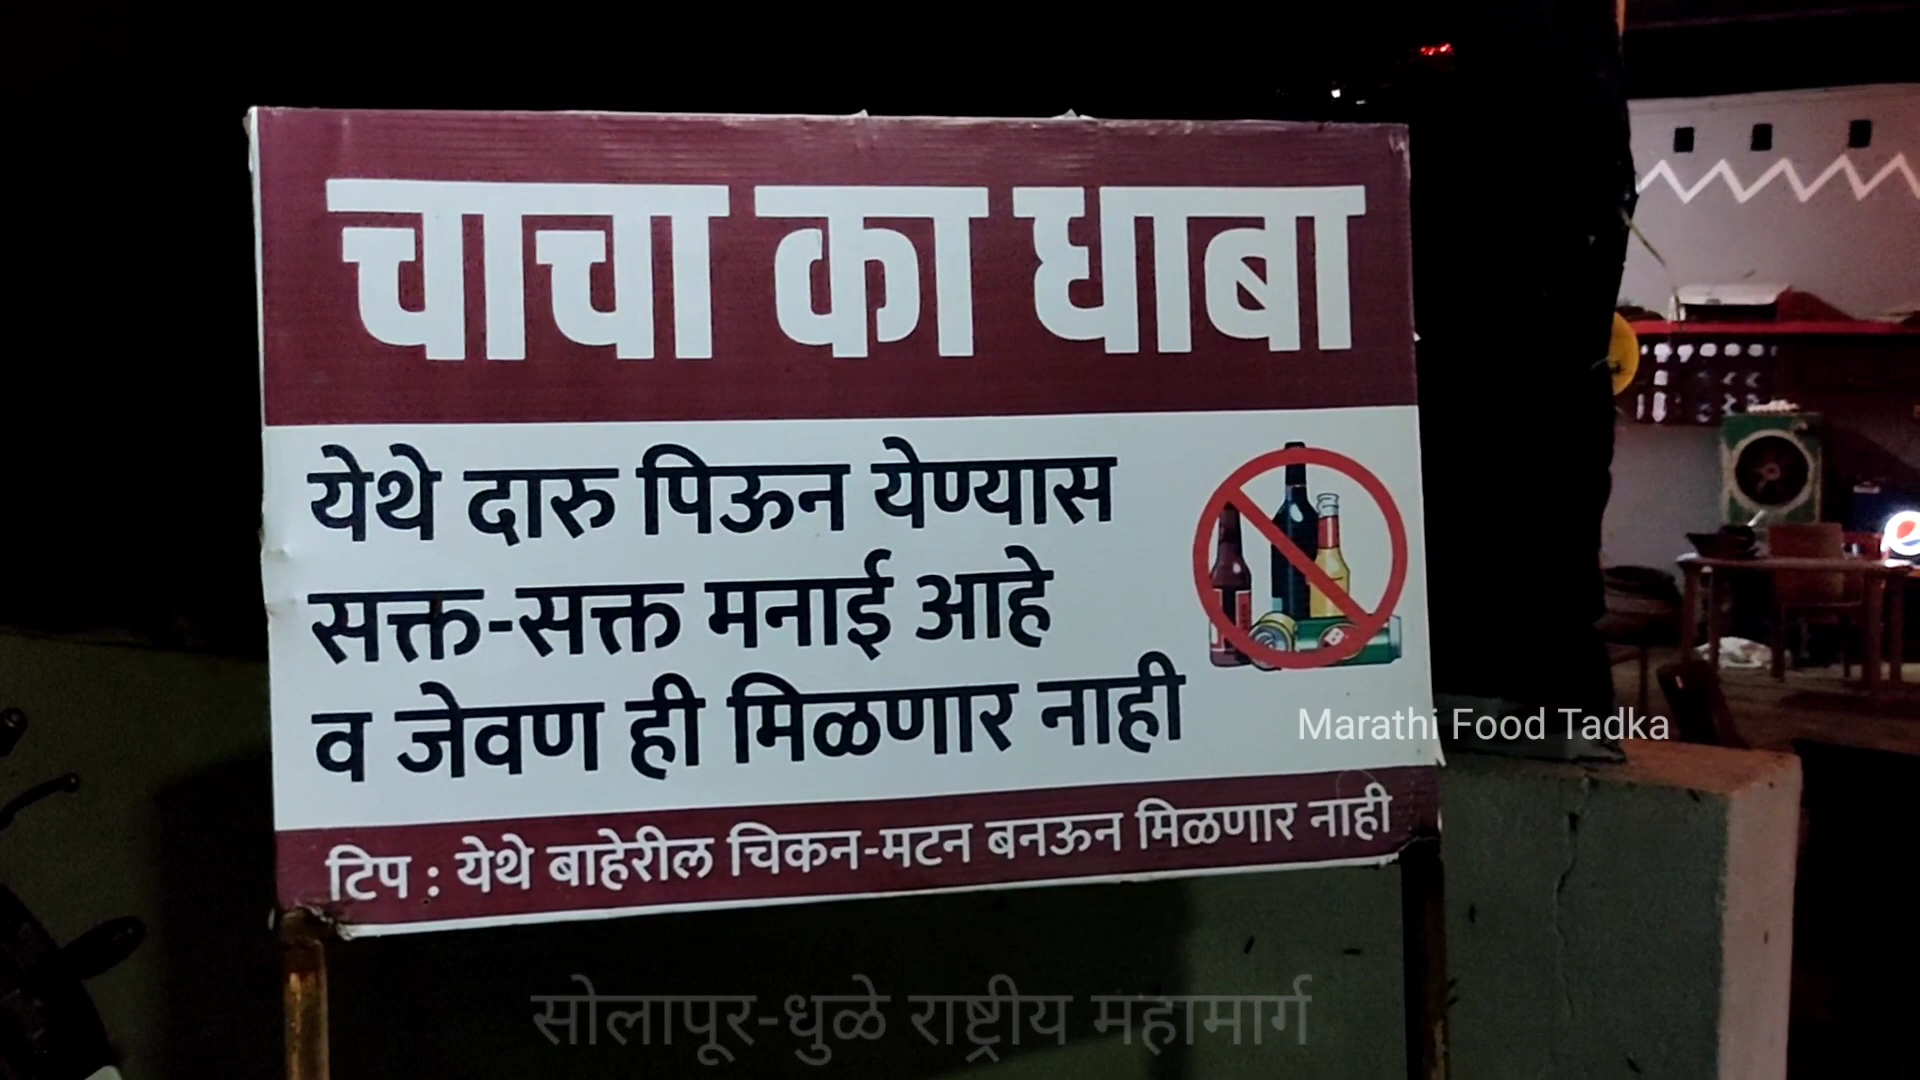 चाचा का धाबा
येथे दारु पिऊन येण्यास
सक्त-सक्त मनाई आहे
व जेवण ही मिळणार नाही
Marathi Food Tadka
टिप : येथे बाहेरील चिकन-मटन बनऊन मिळणार नाही
सोलापूर-धुळे राष्ट्रीय महामार्ग